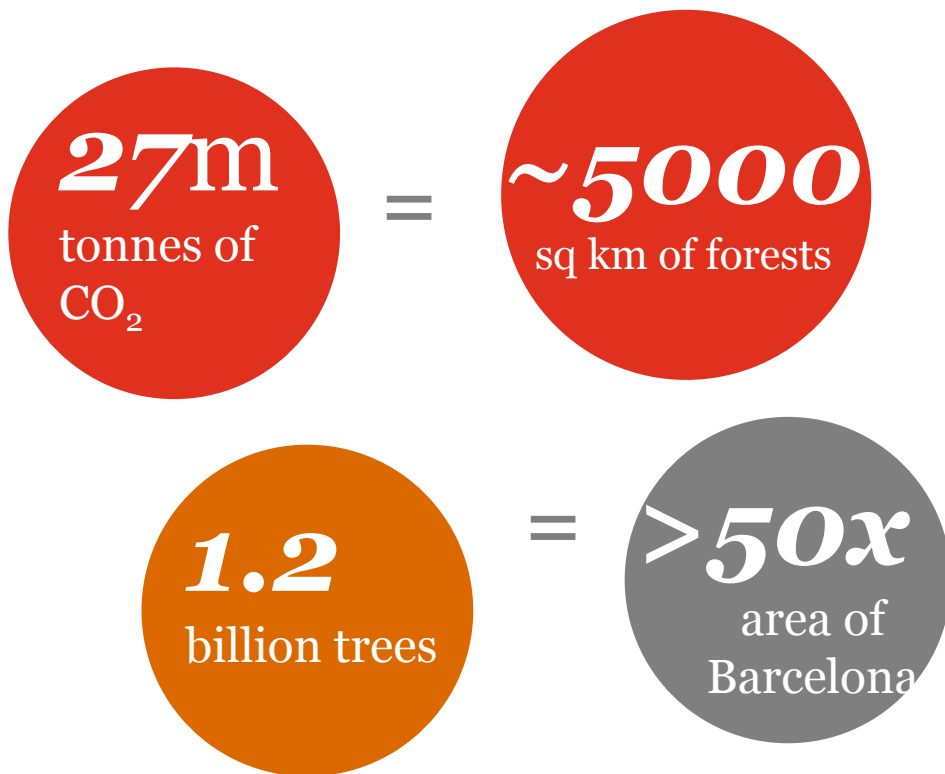 27m
tonnes of
CO₂
=
~5000
sq km of forests
1.2
billion trees
=
>50x
area of
Barcelona